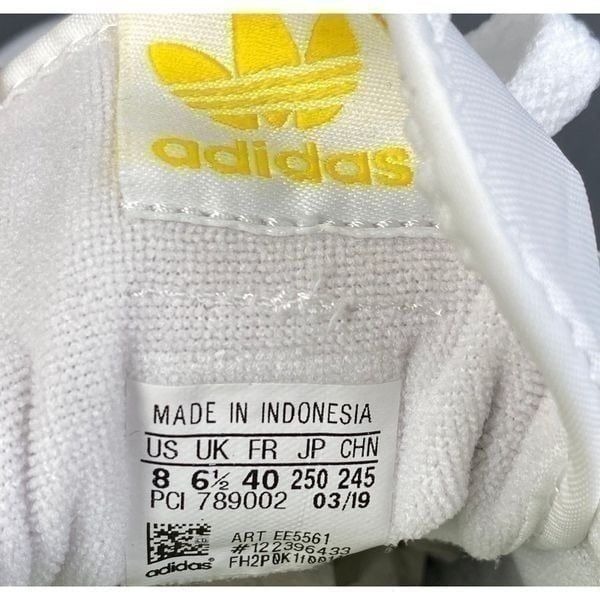 adidas
MADE IN INDONESIA
US UK FR JP CHN
8 6½ 40 250 245
PCI 789002 03/19
ART EE5561
#122396433
adidas